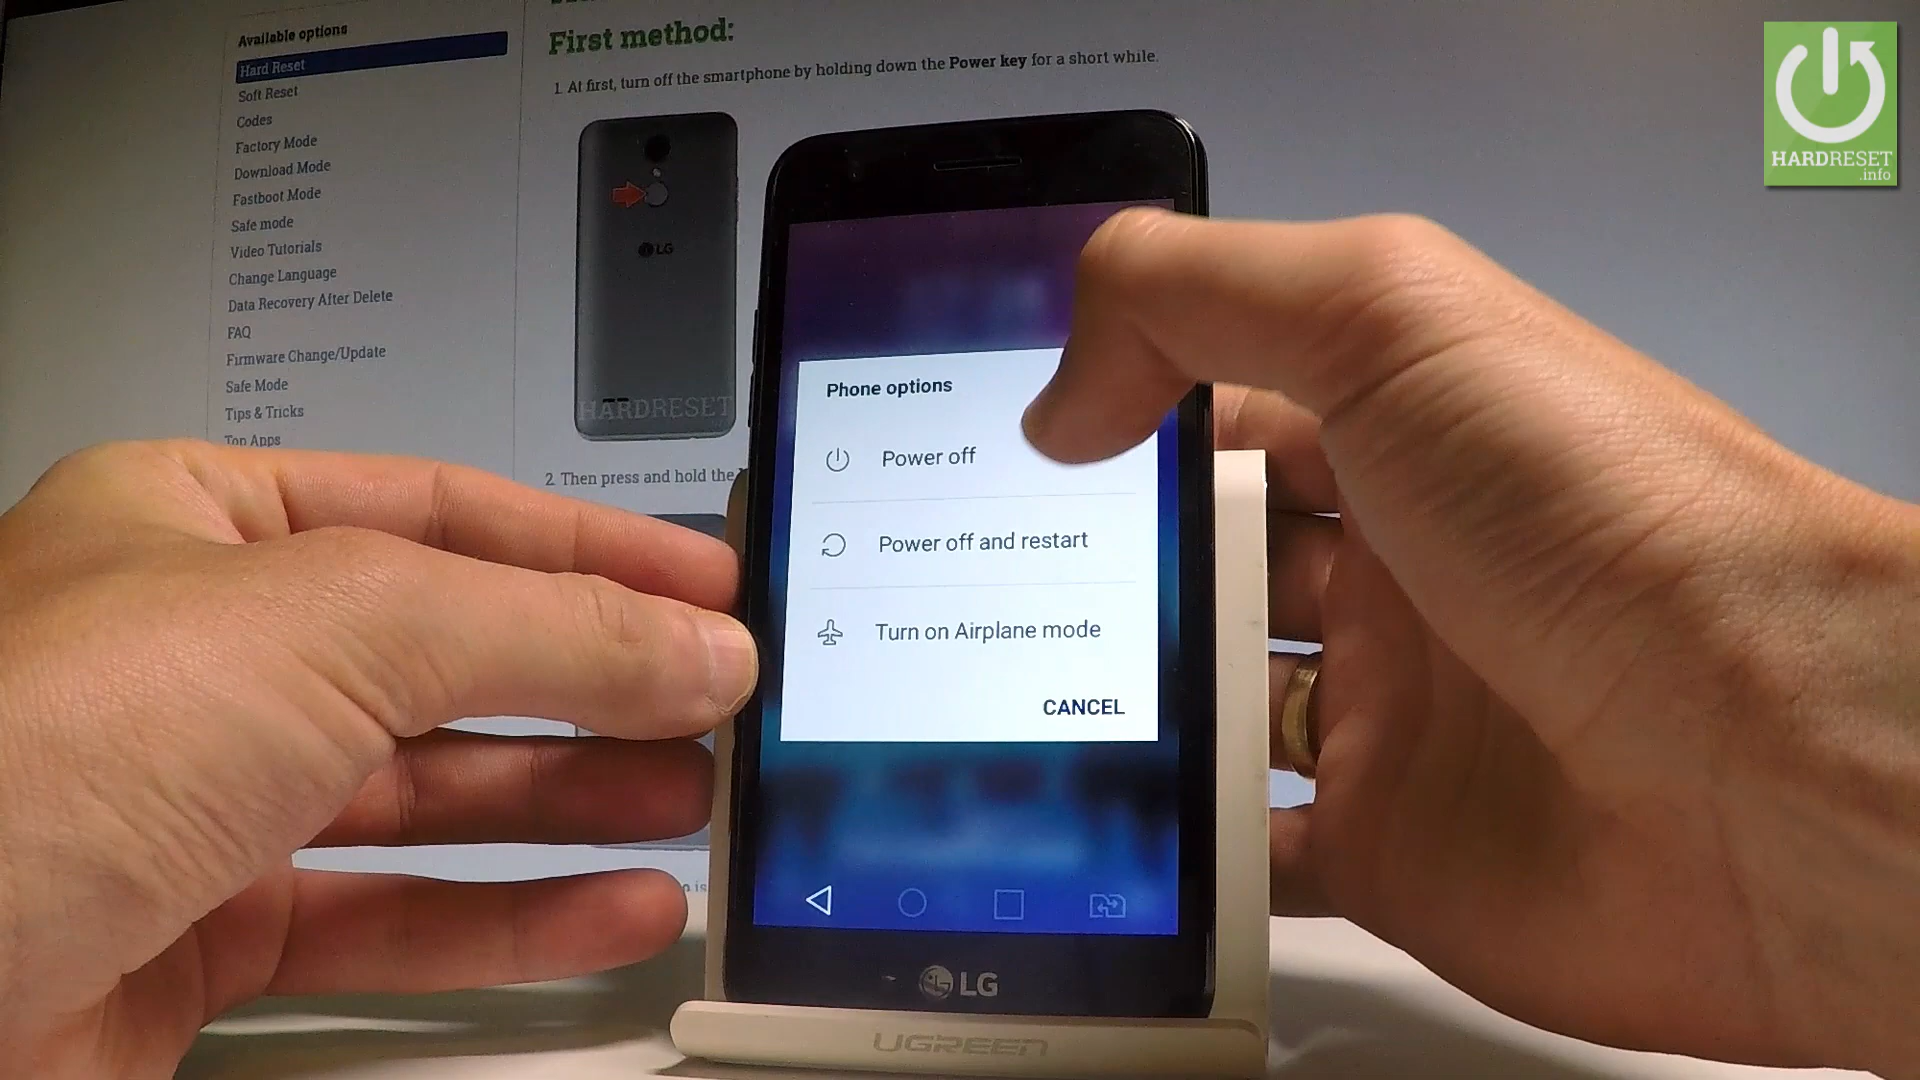 Available options
Hard Reset
Soft Reset
Codes
Factory Mode
Download Mode
Fastboot Mode
Safe mode
Video Tutorials
Change Language
Data Recovery After Delete
FAQ
Firmware Change/Update
Safe Mode
Tips & Tricks
Top Apps
First method:
1. At first, turn off the smartphone by holding down the Power key for a short while.
LG
HARDRESET
2. Then press and hold the
is
Phone options
Power off
Power off and restart
Turn on Airplane mode
CANCEL
LG
UGREEN
HARDRESET
.info